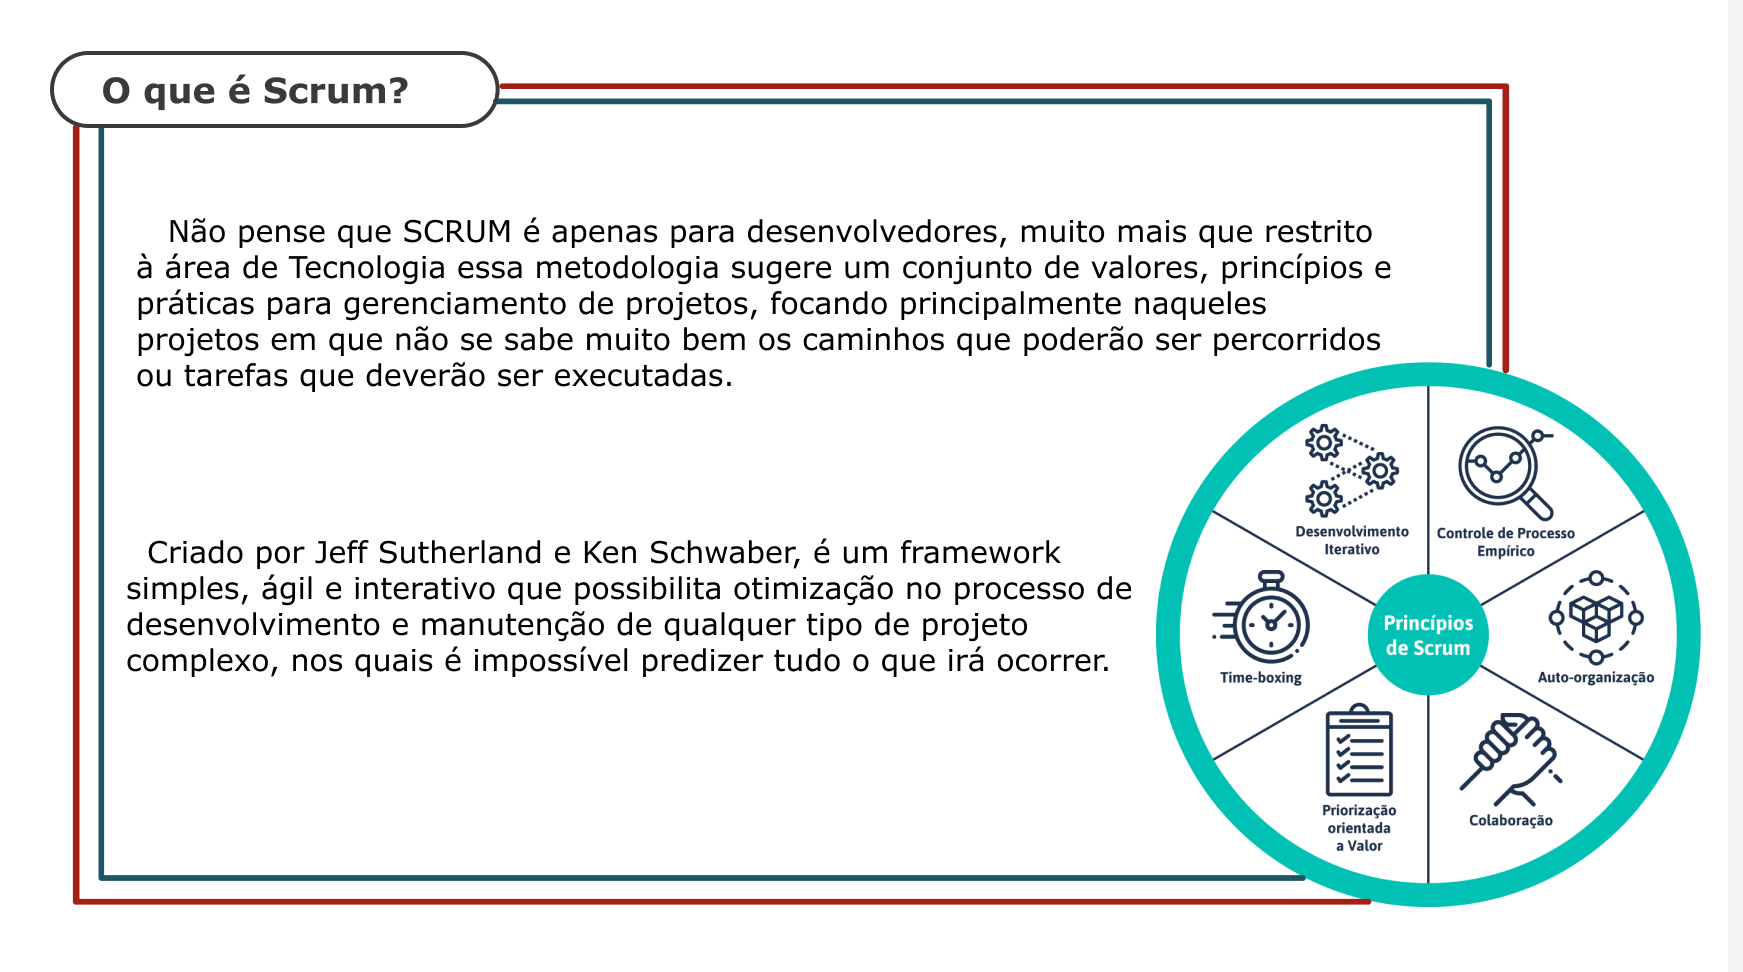 O que é Scrum?
Não pense que SCRUM é apenas para desenvolvedores, muito mais que restrito
à área de Tecnologia essa metodologia sugere um conjunto de valores, princípios e
práticas para gerenciamento de projetos, focando principalmente naqueles
projetos em que não se sabe muito bem os caminhos que poderão ser percorridos
ou tarefas que deverão ser executadas.
Criado por Jeff Sutherland e Ken Schwaber, é um framework
simples, ágil e interativo que possibilita otimização no processo de
desenvolvimento e manutenção de qualquer tipo de projeto
complexo, nos quais é impossível predizer tudo o que irá ocorrer.
Desenvolvimento
Iterativo
Controle de Processo
Empírico
Time-boxing
Princípios
de Scrum
Auto-organização
Priorização
orientada
a Valor
Colaboração